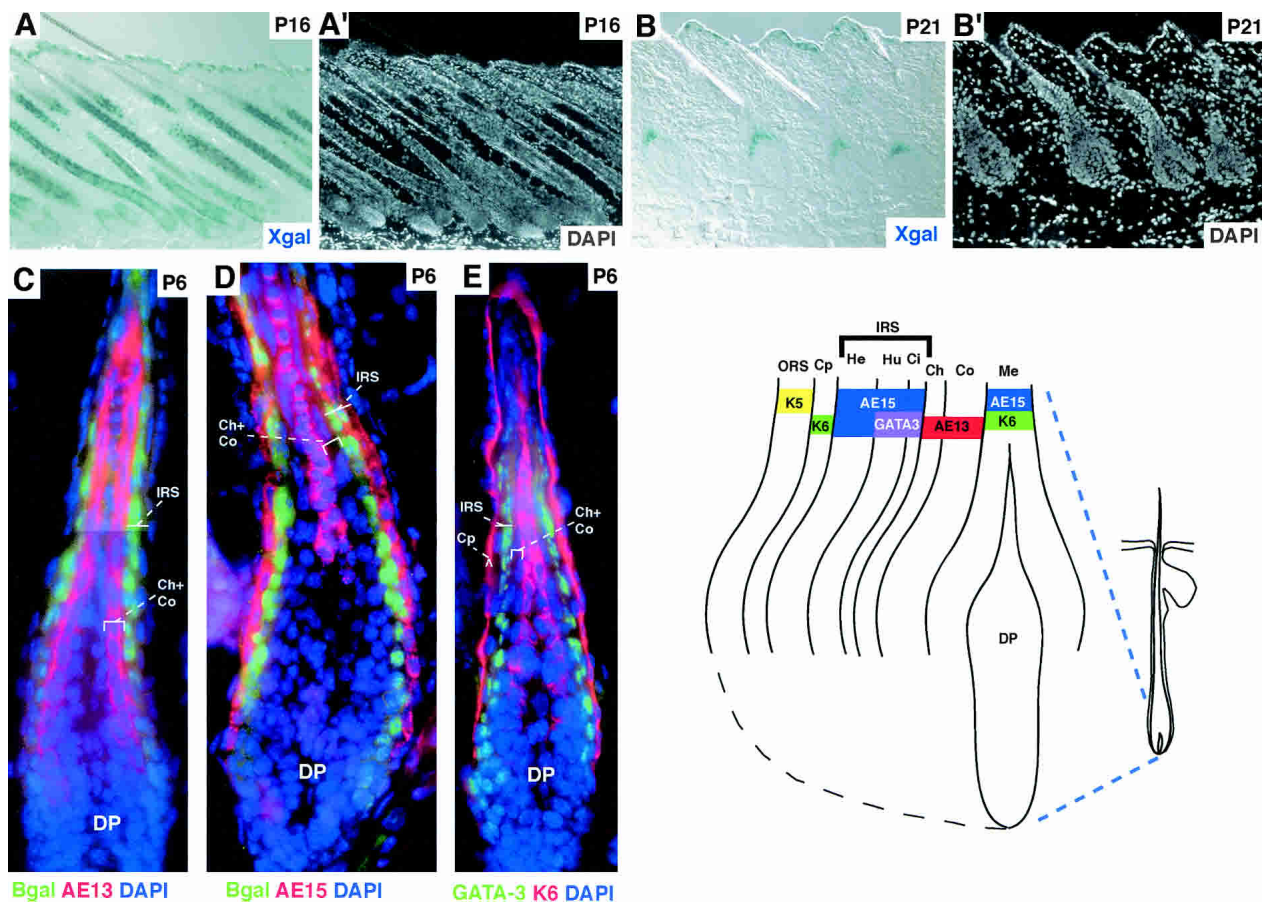 A
P16
A'
P16
B
P21
B'
P21
Xgal
DAPI
Xgal
DAPI
C
P6
D
P6
E
P6
IRS
Ch+
Co
DP
IRS
Ch+
Co
DP
IRS
Cp
Ch+
Co
DP
Bgal AE13 DAPI
Bgal AE15 DAPI
GATA-3 K6 DAPI
IRS
ORS Cp He Hu Ci Ch Co Me
K5 AE15 AE15
K6 GATA3 AE13 K6
DP